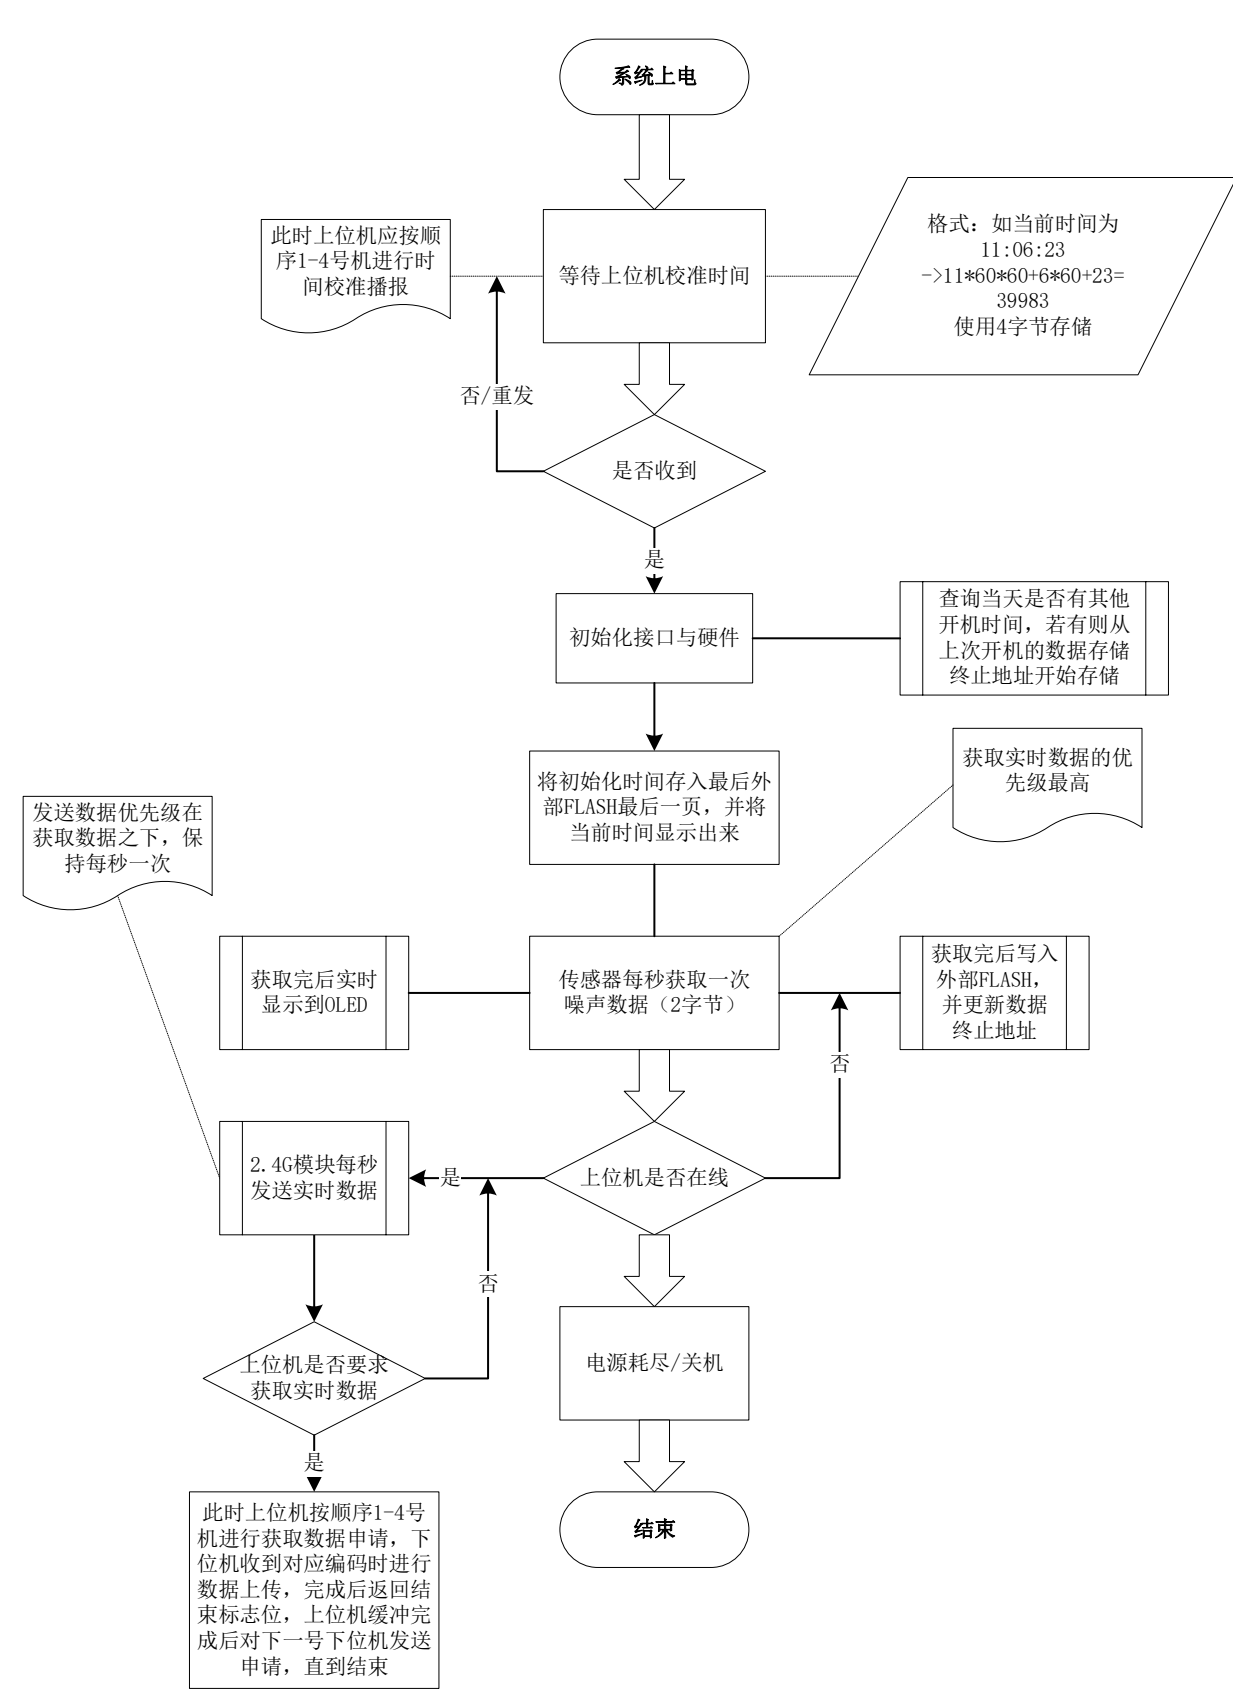 系统上电
此时上位机应按顺
序1-4号机进行时
间校准播报
等待上位机校准时间
格式：如当前时间为
11:06:23
->11*60*60+6*60+23=
39983
使用4字节存储
否/重发
是否收到
是
初始化接口与硬件
查询当天是否有其他
开机时间，若有则从
上次开机的数据存储
终止地址开始存储
将初始化时间存入最后外
部FLASH最后一页，并将
当前时间显示出来
获取实时数据的优
先级最高
发送数据优先级在
获取数据之下，保
持每秒一次
获取完后实时
显示到OLED
传感器每秒获取一次
噪声数据（2字节）
获取完后写入
外部FLASH，
并更新数据
终止地址
否
2.4G模块每秒
发送实时数据
是
上位机是否在线
否
上位机是否要求
获取实时数据
电源耗尽/关机
是
此时上位机按顺序1-4号
机进行获取数据申请，下
位机收到对应编码时进行
数据上传，完成后返回结
束标志位，上位机缓冲完
成后对下一号下位机发送
申请，直到结束
结束